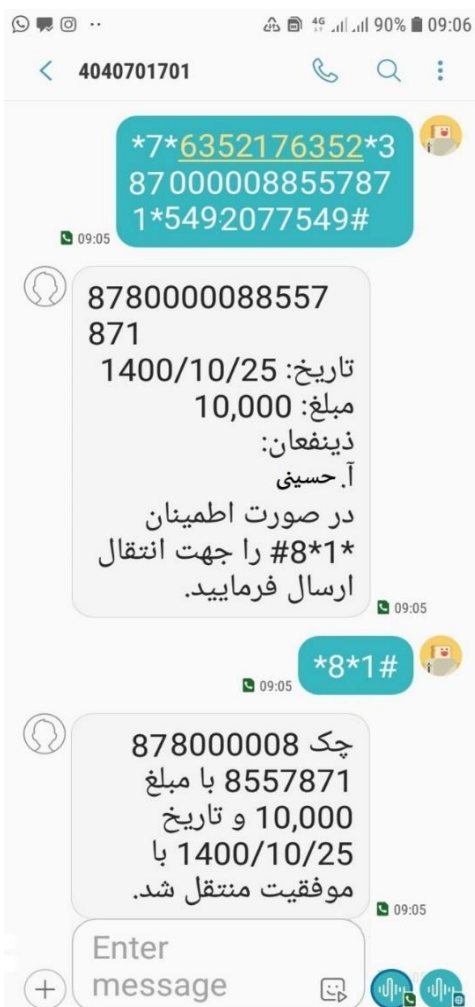 4G 90% 09:06
4040701701
*7*6352176352*3
87000008855787
1*5492077549#
09:05
8780000088557
871
تاریخ: 1400/10/25
مبلغ: 10,000
ذینفعان:
آ. حسینی
در صورت اطمینان
*8*1# را جهت انتقال
ارسال فرمایید.
09:05
*8*1#
09:05
چک 878000008
8557871 با مبلغ
10,000 و تاریخ
1400/10/25 با
موفقیت منتقل شد.
09:05
Enter
message